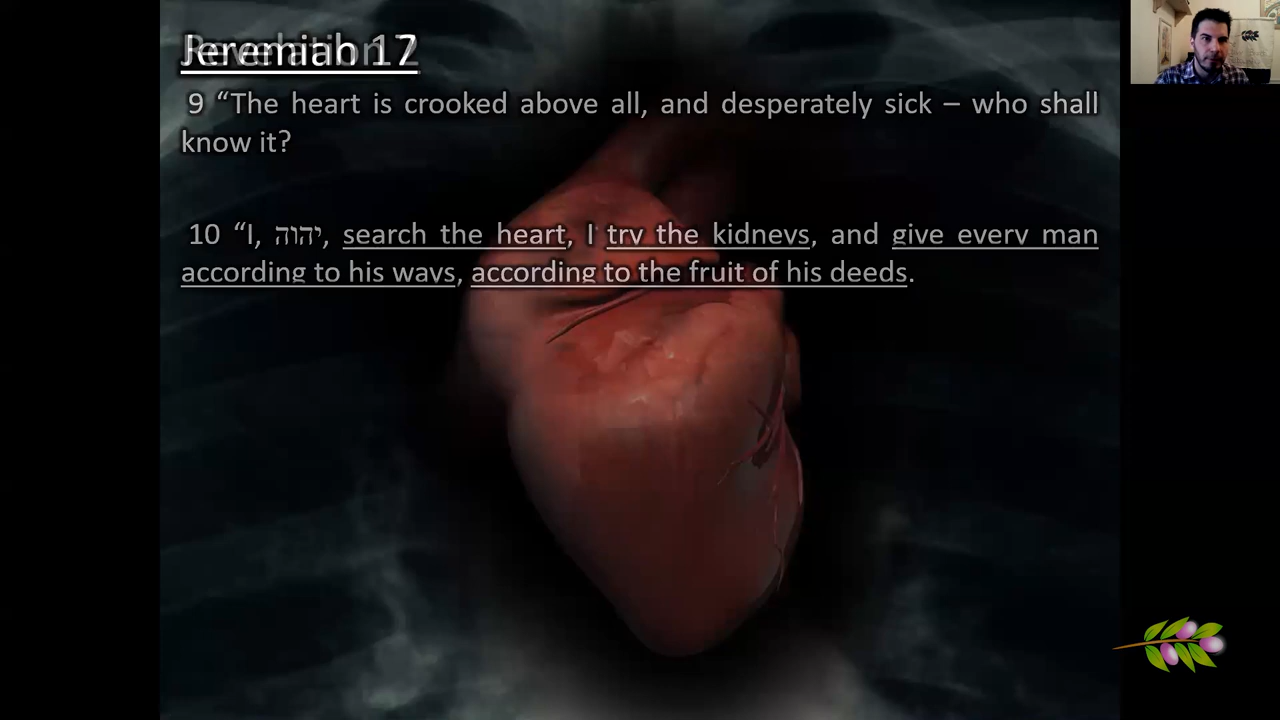 Jeremiah 17
9 “The heart is crooked above all, and desperately sick – who shall
know it?
10 “I, יהוה, search the heart, I try the kidneys, and give every man
according to his ways, according to the fruit of his deeds.